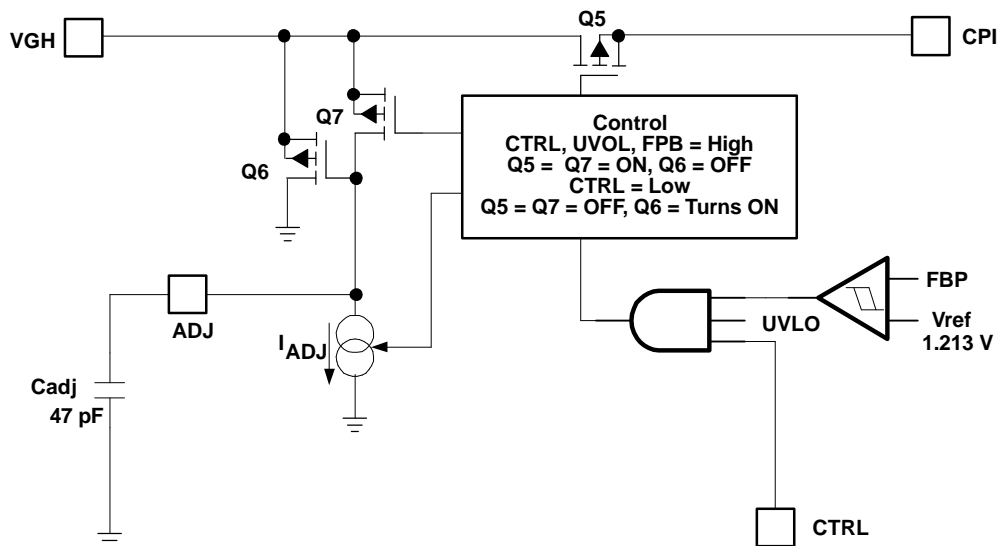 Q5
VGH
CPI
Q7
Q6
Control
CTRL, UVOL, FPB = High
Q5 = Q7 = ON, Q6 = OFF
CTRL = Low
Q5 = Q7 = OFF, Q6 = Turns ON
FBP
UVLO
Vref
1.213 V
ADJ
IADJ
Cadj
47 pF
CTRL